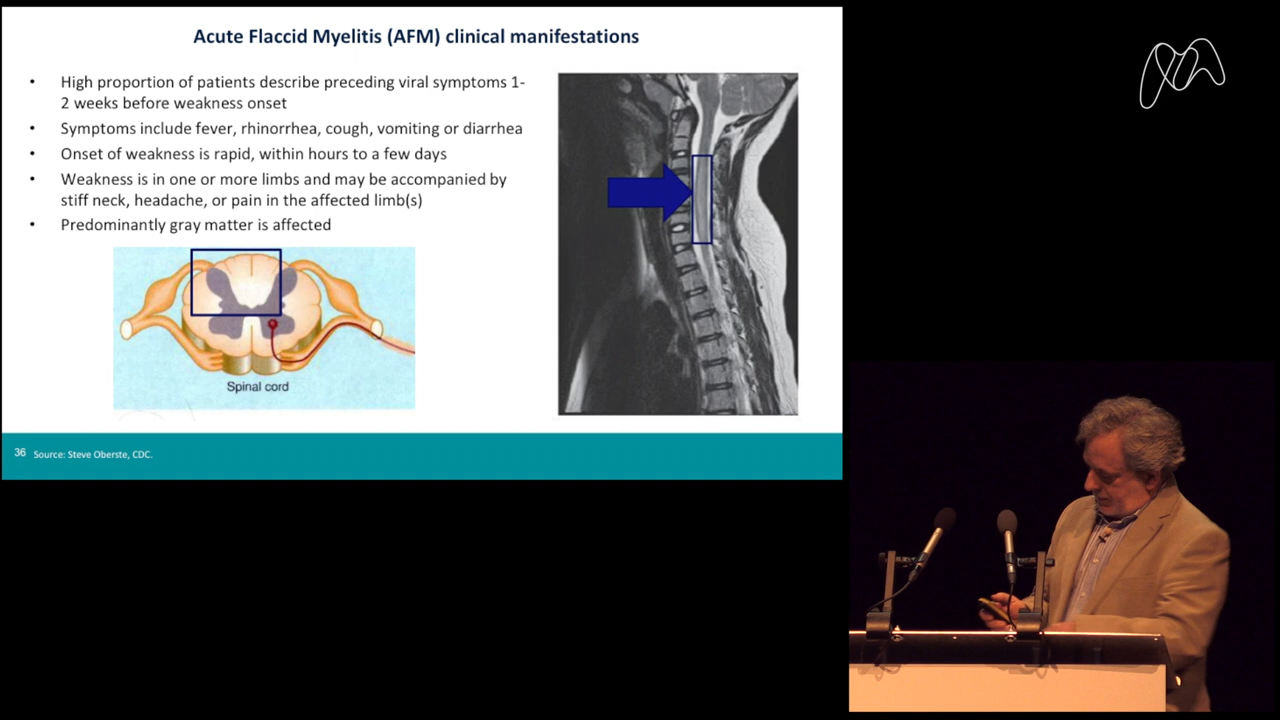 Acute Flaccid Myelitis (AFM) clinical manifestations
• High proportion of patients describe preceding viral symptoms 1-
2 weeks before weakness onset
• Symptoms include fever, rhinorrhea, cough, vomiting or diarrhea
• Onset of weakness is rapid, within hours to a few days
• Weakness is in one or more limbs and may be accompanied by
stiff neck, headache, or pain in the affected limb(s)
• Predominantly gray matter is affected
Spinal cord
36 Source: Steve Oberste, CDC.